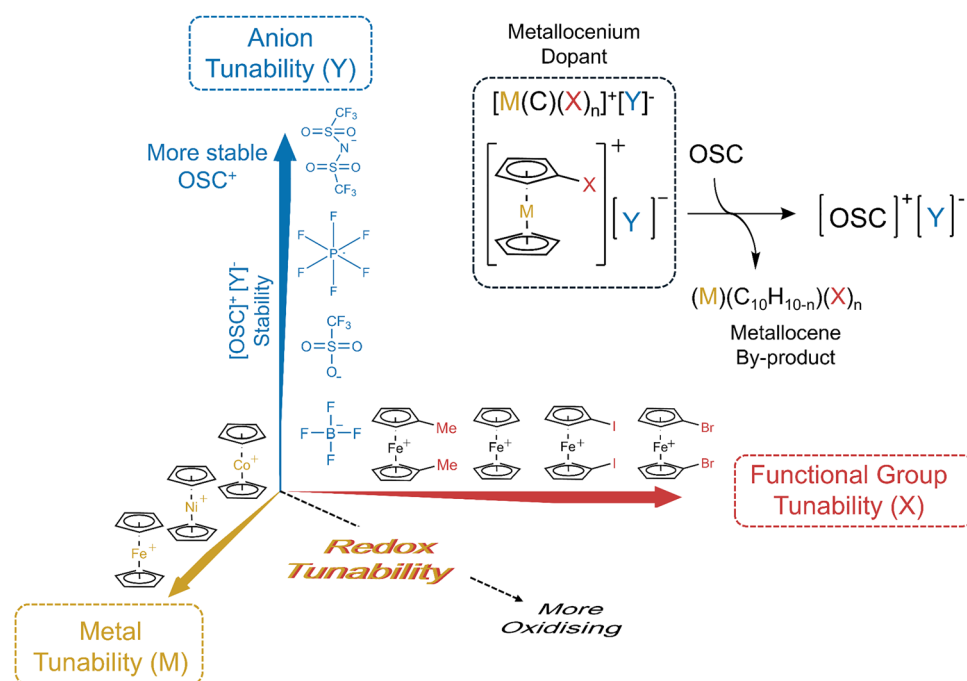 Anion
Tunability (Y)
More stable
OSC⁺
[OSC]⁺[Y]⁻
Stability
CF₃
O=S=O
N⁻
O=S=O
CF₃
F
F F
P⁻
F F
F
CF₃
O=S=O
O⁻
F
F–B⁻–F
F
Metallocenium
Dopant
[M(C)(X)ₙ]⁺[Y]⁻
+
X
M
[Y]⁻
OSC
[OSC]⁺[Y]⁻
(M)(C₁₀H₁₀₋ₙ)(X)ₙ
Metallocene
By-product
Me
Fe⁺
Me
Fe⁺
I
Fe⁺
I
Br
Fe⁺
Br
Functional Group
Tunability (X)
Co⁺
Ni⁺
Fe⁺
Metal
Tunability (M)
Redox
Tunability
More
Oxidising